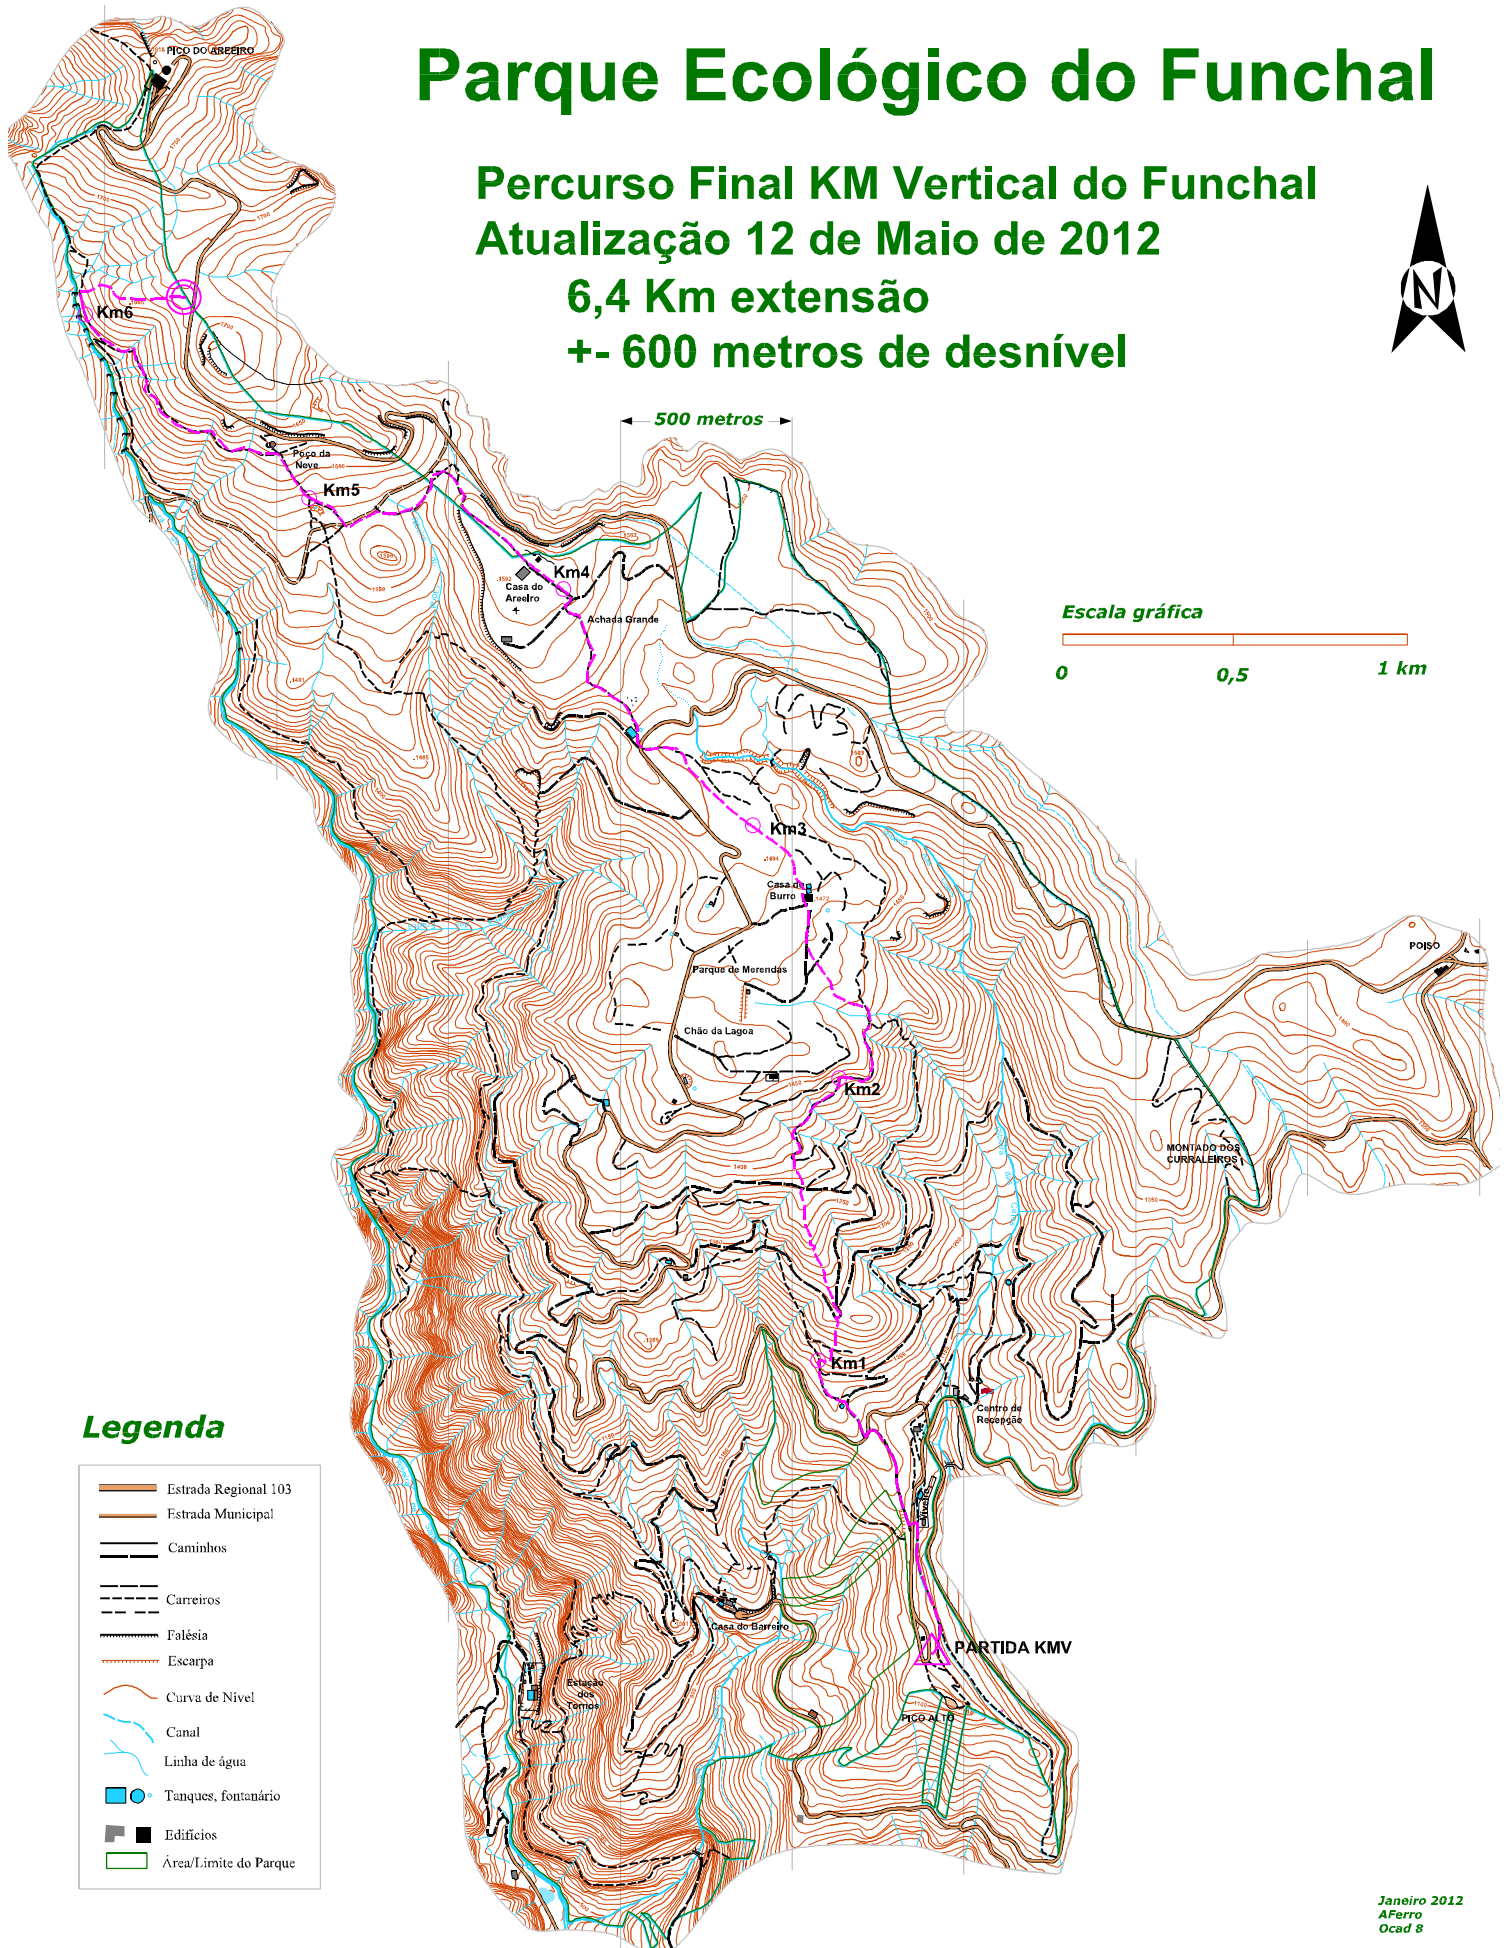 Parque Ecológico do Funchal
Percurso Final KM Vertical do Funchal
Atualização 12 de Maio de 2012
6,4 Km extensão
+- 600 metros de desnível
N
PICO DO AREEIRO
Km6
500 metros
Poço da
Neve
Km5
Km4
Casa do
Areeiro
Achada Grande
Escala gráfica
0
0,5
1 km
Km3
Casa do
Burro
POISO
Parque de Merendas
Chão da Lagoa
Km2
MONTADO DOS
CURRALEIROS
Km1
Centro de
Recepção
Viveiro
Casa do Barreiro
PARTIDA KMV
Estação
dos
Tornos
PICO ALTO
Legenda
Estrada Regional 103
Estrada Municipal
Caminhos
Carreiros
Falésia
Escarpa
Curva de Nível
Canal
Linha de água
Tanques, fontanário
Edifícios
Área/Limite do Parque
Janeiro 2012
AFerro
Ocad 8